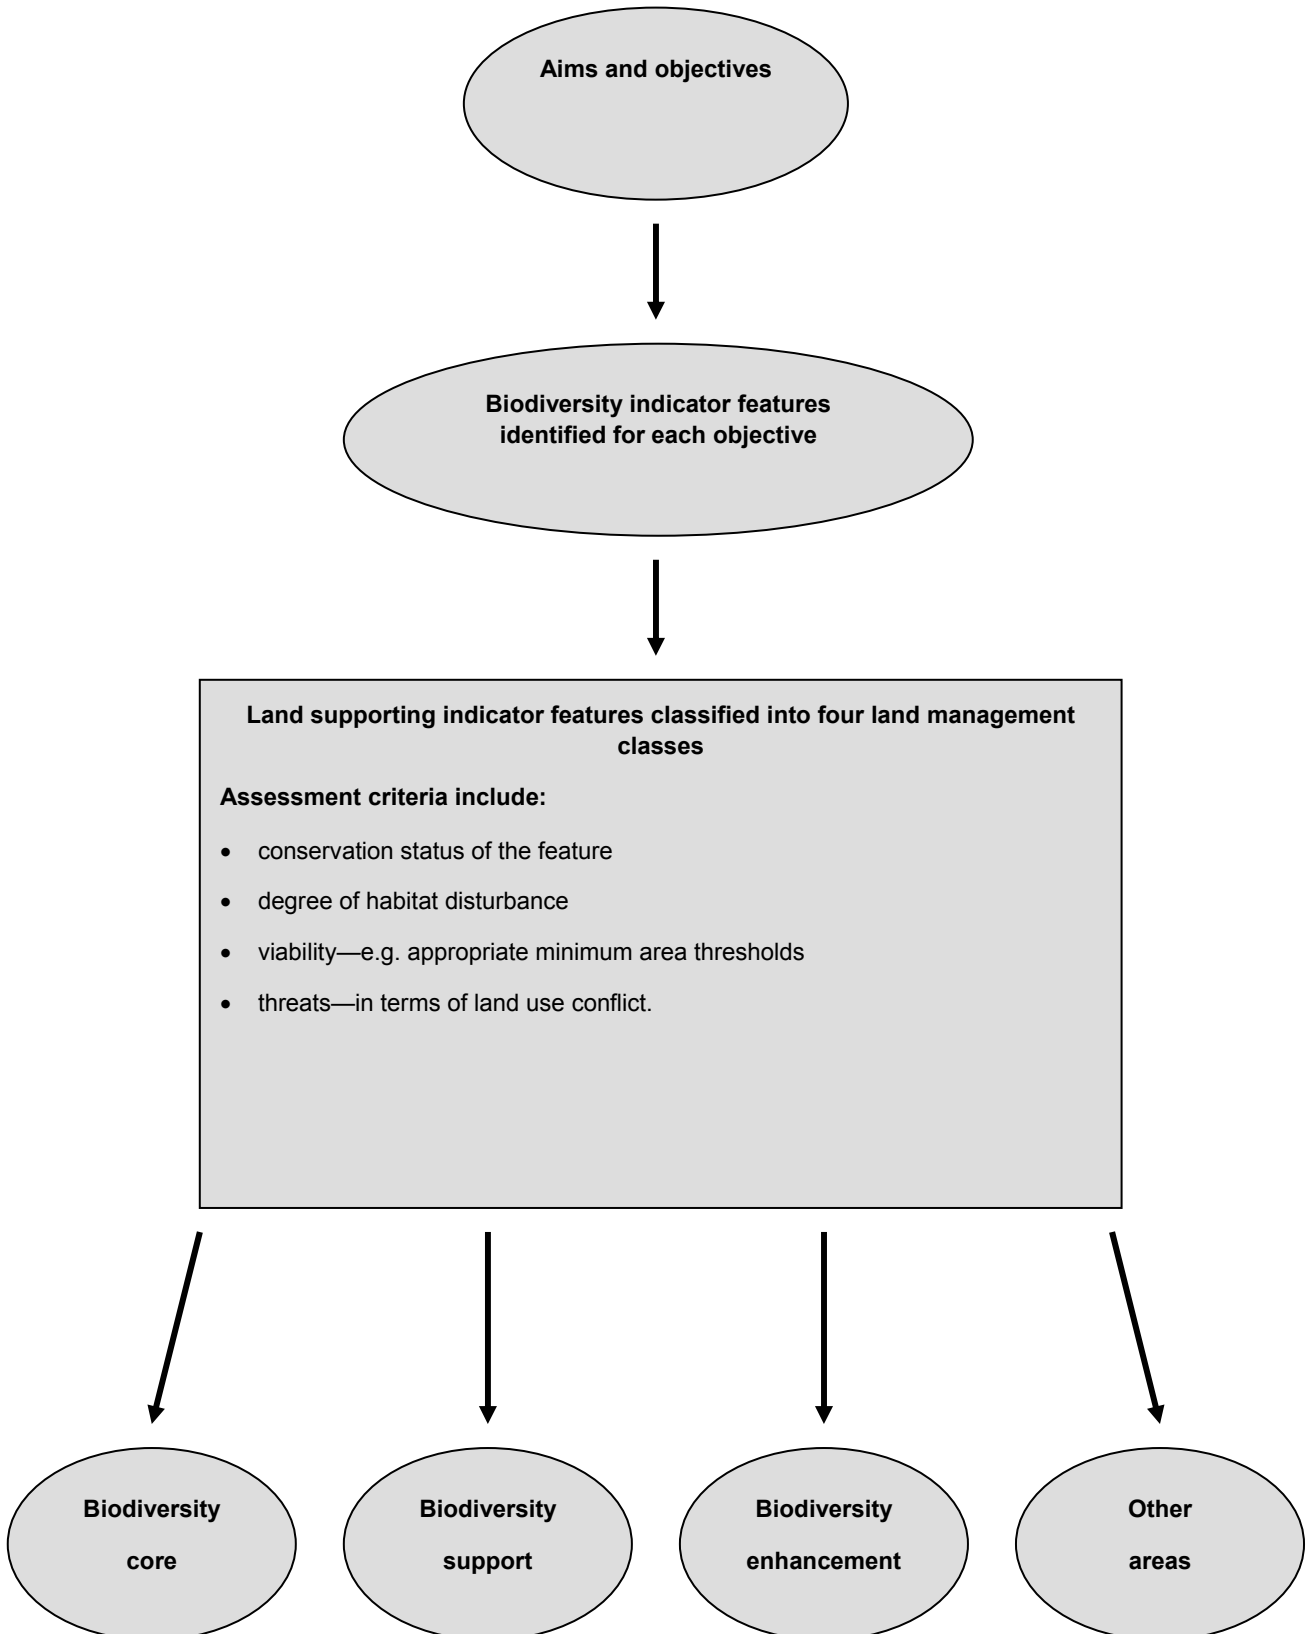 Aims and objectives
Biodiversity indicator features
identified for each objective
Land supporting indicator features classified into four land management
classes
Assessment criteria include:
• conservation status of the feature
• degree of habitat disturbance
• viability—e.g. appropriate minimum area thresholds
• threats—in terms of land use conflict.
Biodiversity
core
Biodiversity
support
Biodiversity
enhancement
Other
areas